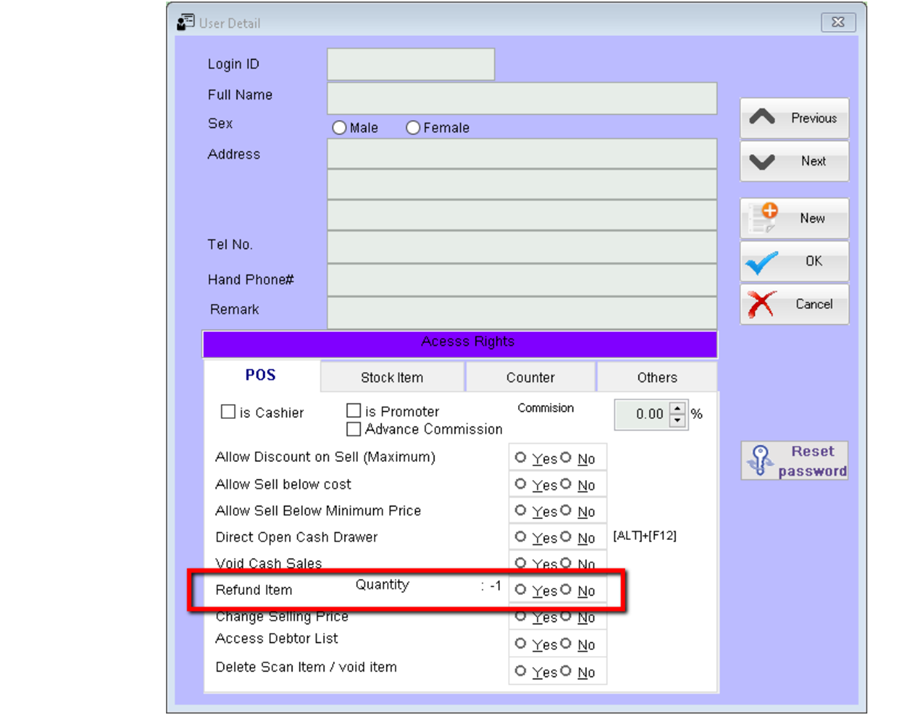 User Detail
Login ID
Full Name
Sex Male Female
Address
Tel No.
Hand Phone#
Remark
Previous
Next
New
OK
Cancel
Reset
password
Acesss Rights
POS Stock Item Counter Others
is Cashier is Promoter Commision 0.00 %
Advance Commission
Allow Discount on Sell (Maximum) Yes No
Allow Sell below cost Yes No
Allow Sell Below Minimum Price Yes No
Direct Open Cash Drawer Yes No [ALT]+[F12]
Void Cash Sales Yes No
Refund Item Quantity : -1 Yes No
Change Selling Price Yes No
Access Debtor List Yes No
Delete Scan Item / void item Yes No